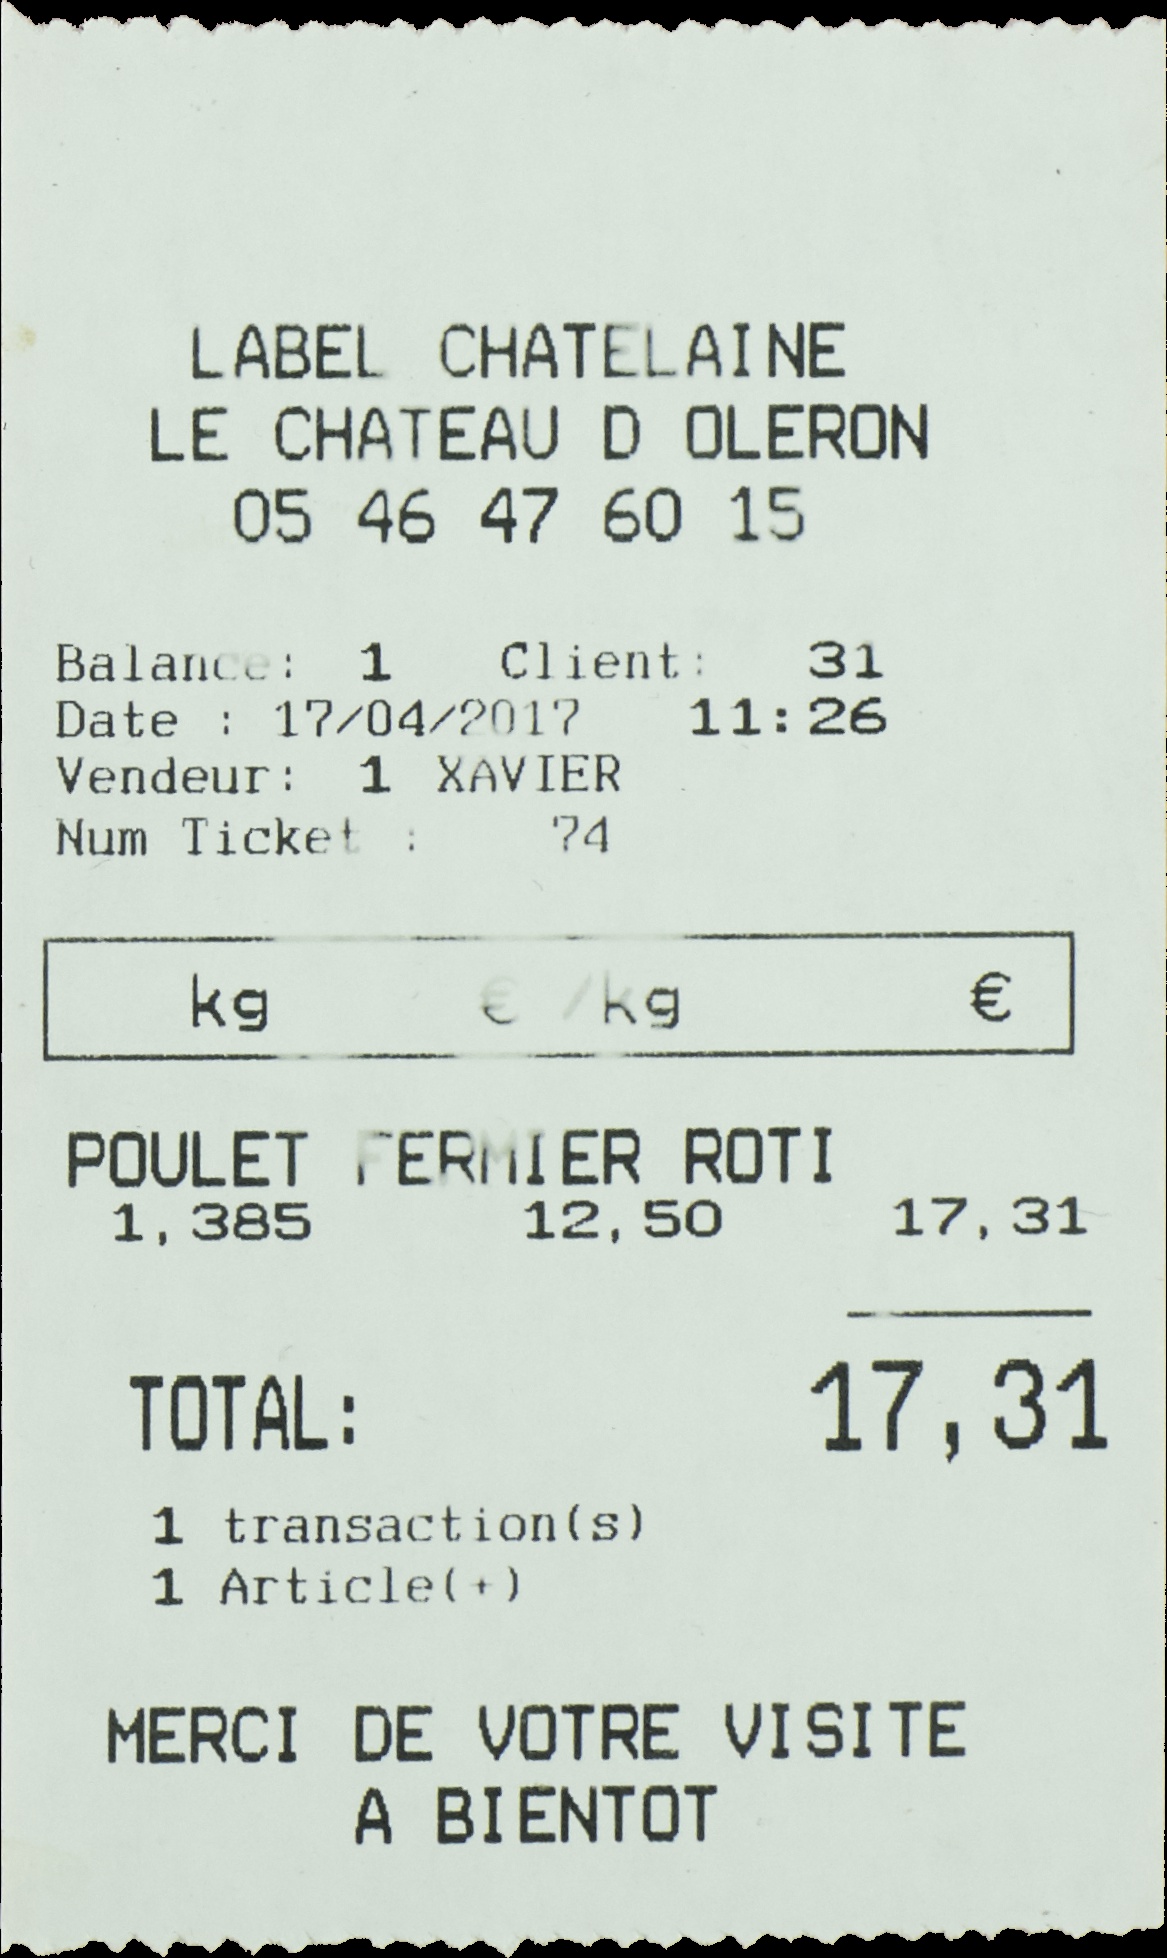 LABEL CHATELAINE
LE CHATEAU D OLERON
05 46 47 60 15
Balance: 1 Client: 31
Date : 17/04/2017 11:26
Vendeur: 1 XAVIER
Num Ticket : 74
kg € /kg €
POULET FERMIER ROTI
1,385 12,50 17,31
TOTAL: 17,31
1 transaction(s)
1 Article(+)
MERCI DE VOTRE VISITE
A BIENTOT